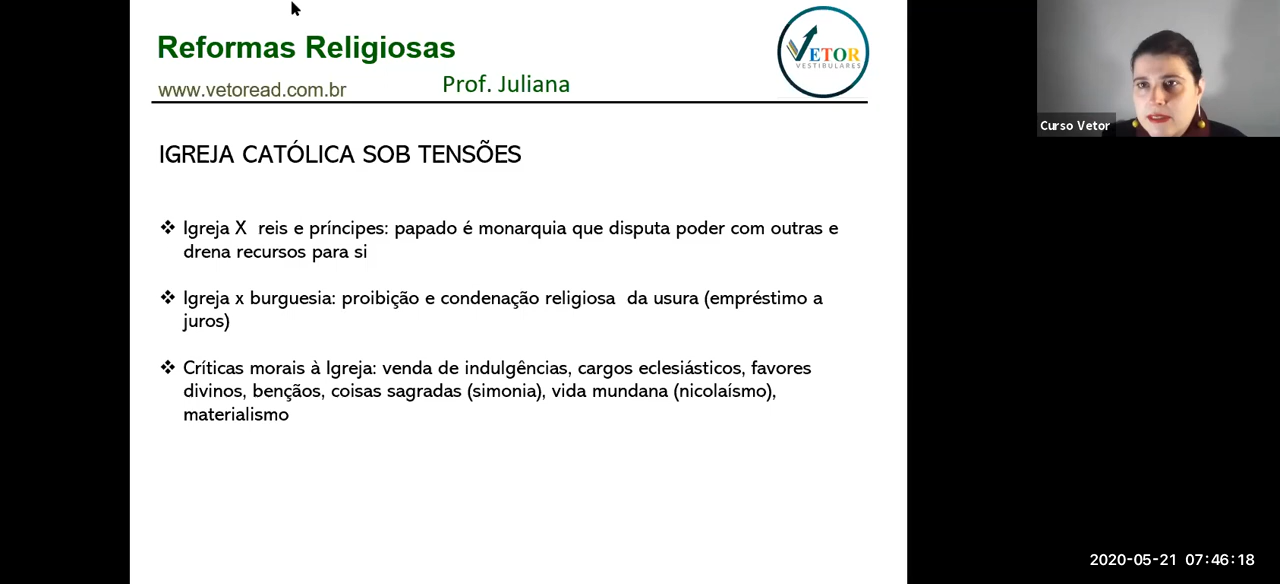 Reformas Religiosas
www.vetoread.com.br
Prof. Juliana
VETOR
VESTIBULARES
Curso Vetor
IGREJA CATÓLICA SOB TENSÕES
❖ Igreja X  reis e príncipes: papado é monarquia que disputa poder com outras e
drena recursos para si
❖ Igreja x burguesia: proibição e condenação religiosa  da usura (empréstimo a
juros)
❖ Críticas morais à Igreja: venda de indulgências, cargos eclesiásticos, favores
divinos, bençãos, coisas sagradas (simonia), vida mundana (nicolaísmo),
materialismo
2020-05-21 07:46:18